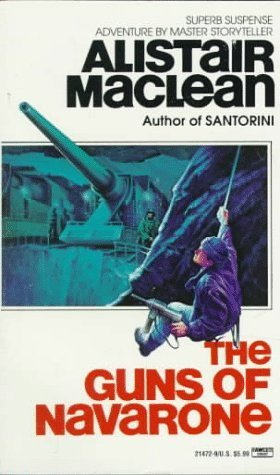 SUPERB SUSPENSE
ADVENTURE BY MASTER STORYTELLER
ALISTAIR
MACLEAN
Author of SANTORINI
THE
GUNS OF
NAVARONE
21472-9/U.S. $5.99
FAWCETT